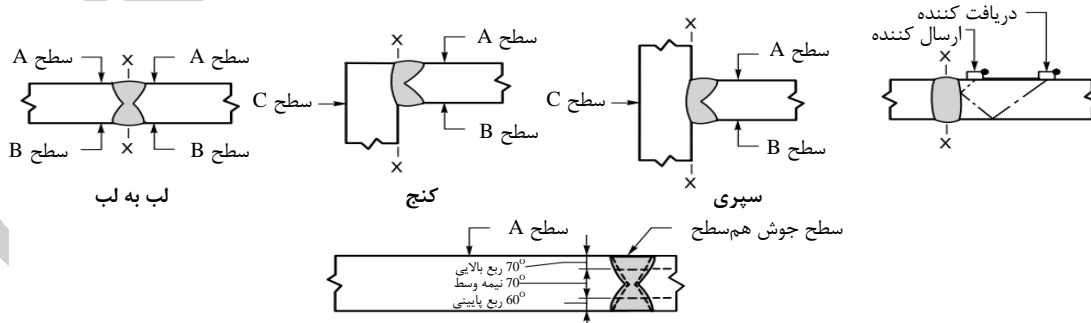 دریافت کننده
ارسال کننده
X
سطح A
سطح A
سطح B
سطح B
X
X
لب به لب
X
سطح A
سطح C
سطح B
X
کنج
X
سطح A
سطح C
سطح B
X
سپری
X
X
سطح A
سطح جوش هم‌سطح
70° ربع بالایی
70° نیمه وسط
60° ربع پایینی